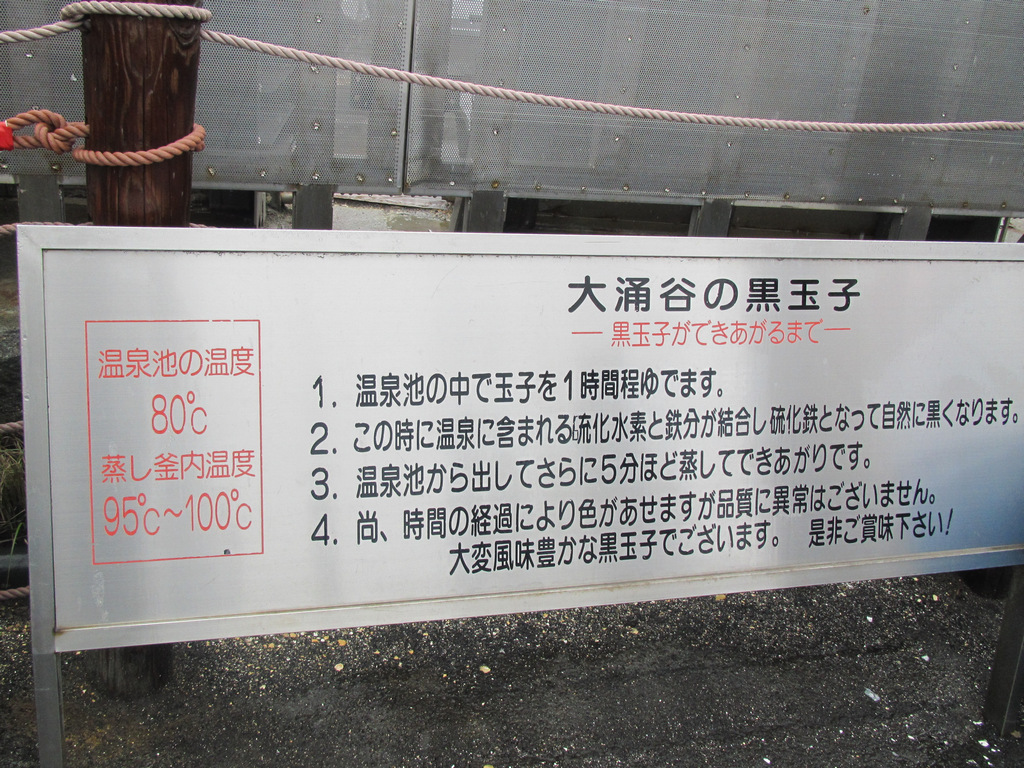 大涌谷の黒玉子
― 黒玉子ができあがるまで ―
温泉池の温度
80℃
蒸し釜内温度
95℃～100℃
1. 温泉池の中で玉子を1時間程ゆでます。
2. この時に温泉に含まれる硫化水素と鉄分が結合し硫化鉄となって自然に黒くなります。
3. 温泉池から出してさらに5分ほど蒸してできあがりです。
4. 尚、時間の経過により色があせますが品質に異常はございません。
大変風味豊かな黒玉子でございます。 是非ご賞味下さい!